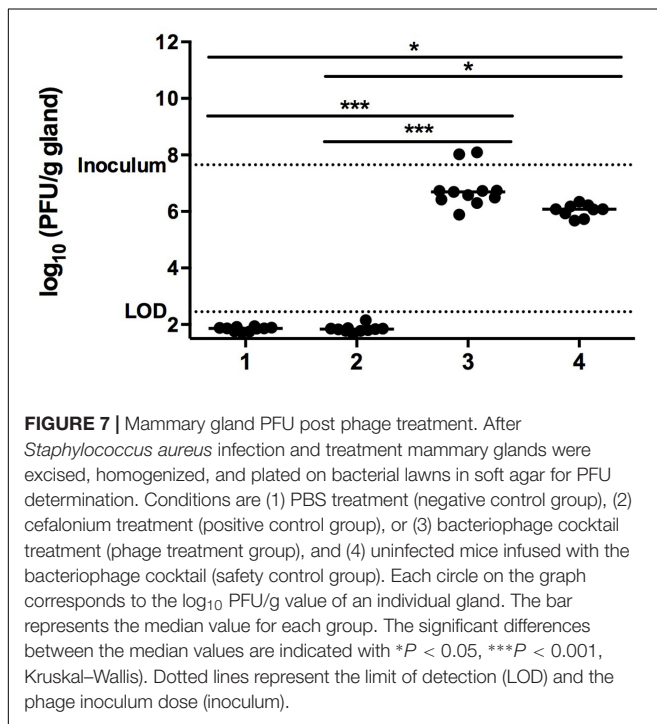 12
*
*
10
***
***
Inoculum
8
6
4
LOD
2
log10 (PFU/g gland)
1 2 3 4
FIGURE 7 | Mammary gland PFU post phage treatment. After
Staphylococcus aureus infection and treatment mammary glands were
excised, homogenized, and plated on bacterial lawns in soft agar for PFU
determination. Conditions are (1) PBS treatment (negative control group), (2)
cefalonium treatment (positive control group), or (3) bacteriophage cocktail
treatment (phage treatment group), and (4) uninfected mice infused with the
bacteriophage cocktail (safety control group). Each circle on the graph
corresponds to the log10 PFU/g value of an individual gland. The bar
represents the median value for each group. The significant differences
between the median values are indicated with *P < 0.05, ***P < 0.001,
Kruskal–Wallis). Dotted lines represent the limit of detection (LOD) and the
phage inoculum dose (inoculum).